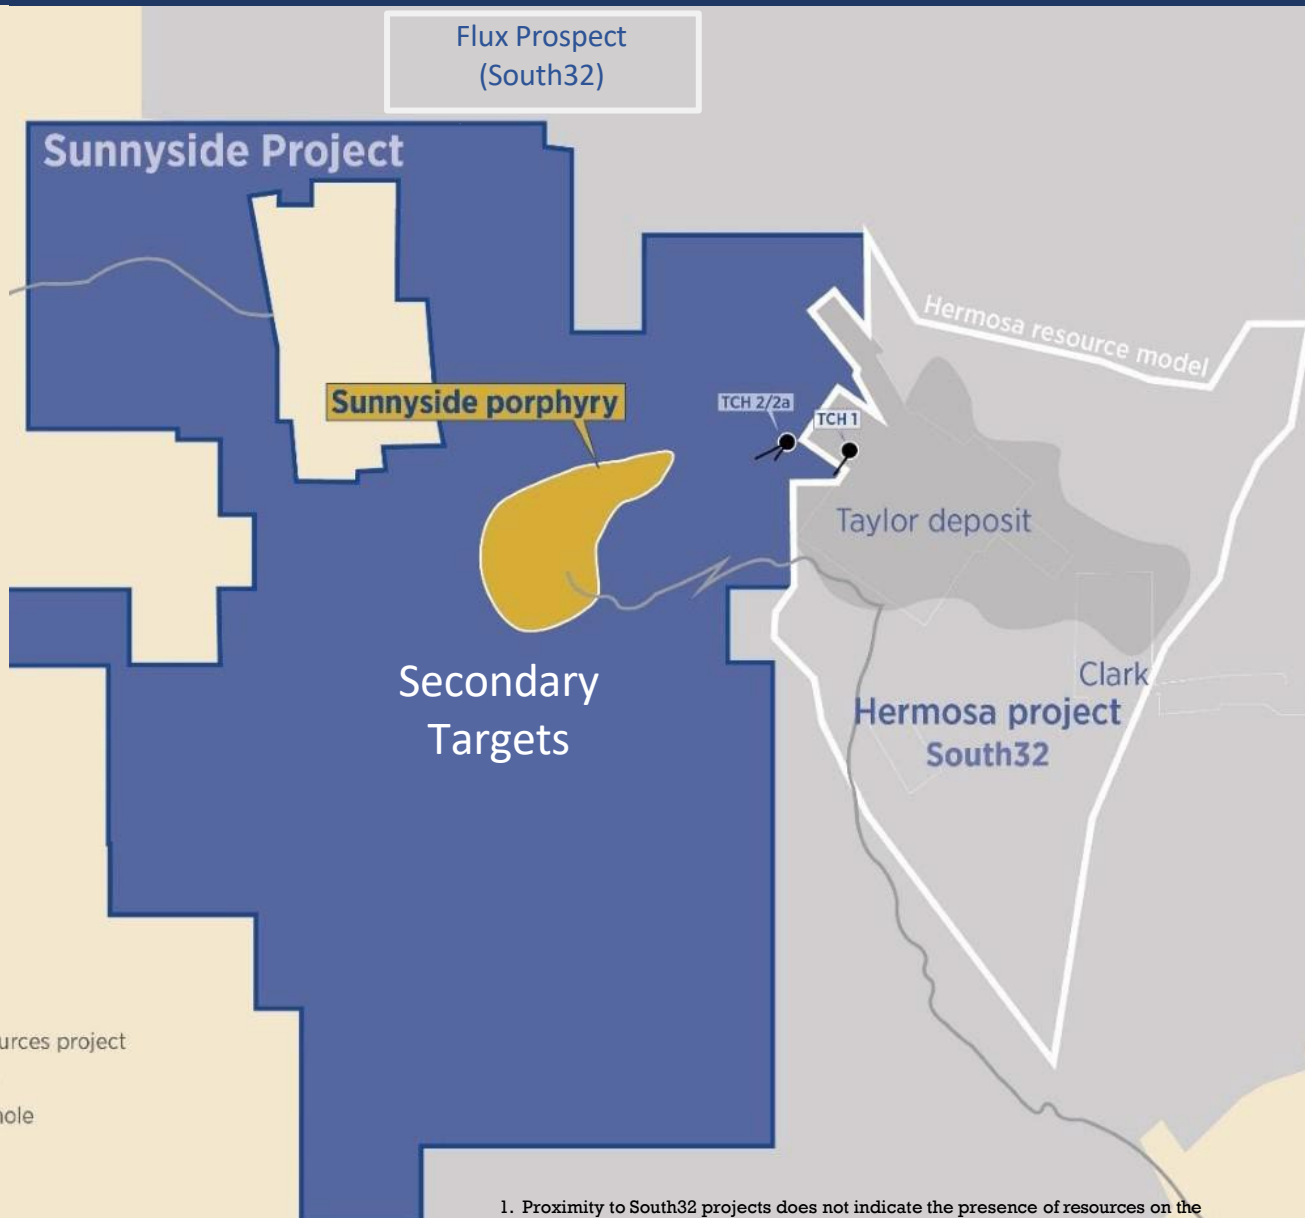 Flux Prospect
(South32)
Sunnyside Project
Hermosa resource model
Sunnyside porphyry
TCH 2/2a
TCH 1
Taylor deposit
Secondary
Targets
Clark
Hermosa project
South32
urces project
ole
1. Proximity to South32 projects does not indicate the presence of resources on the